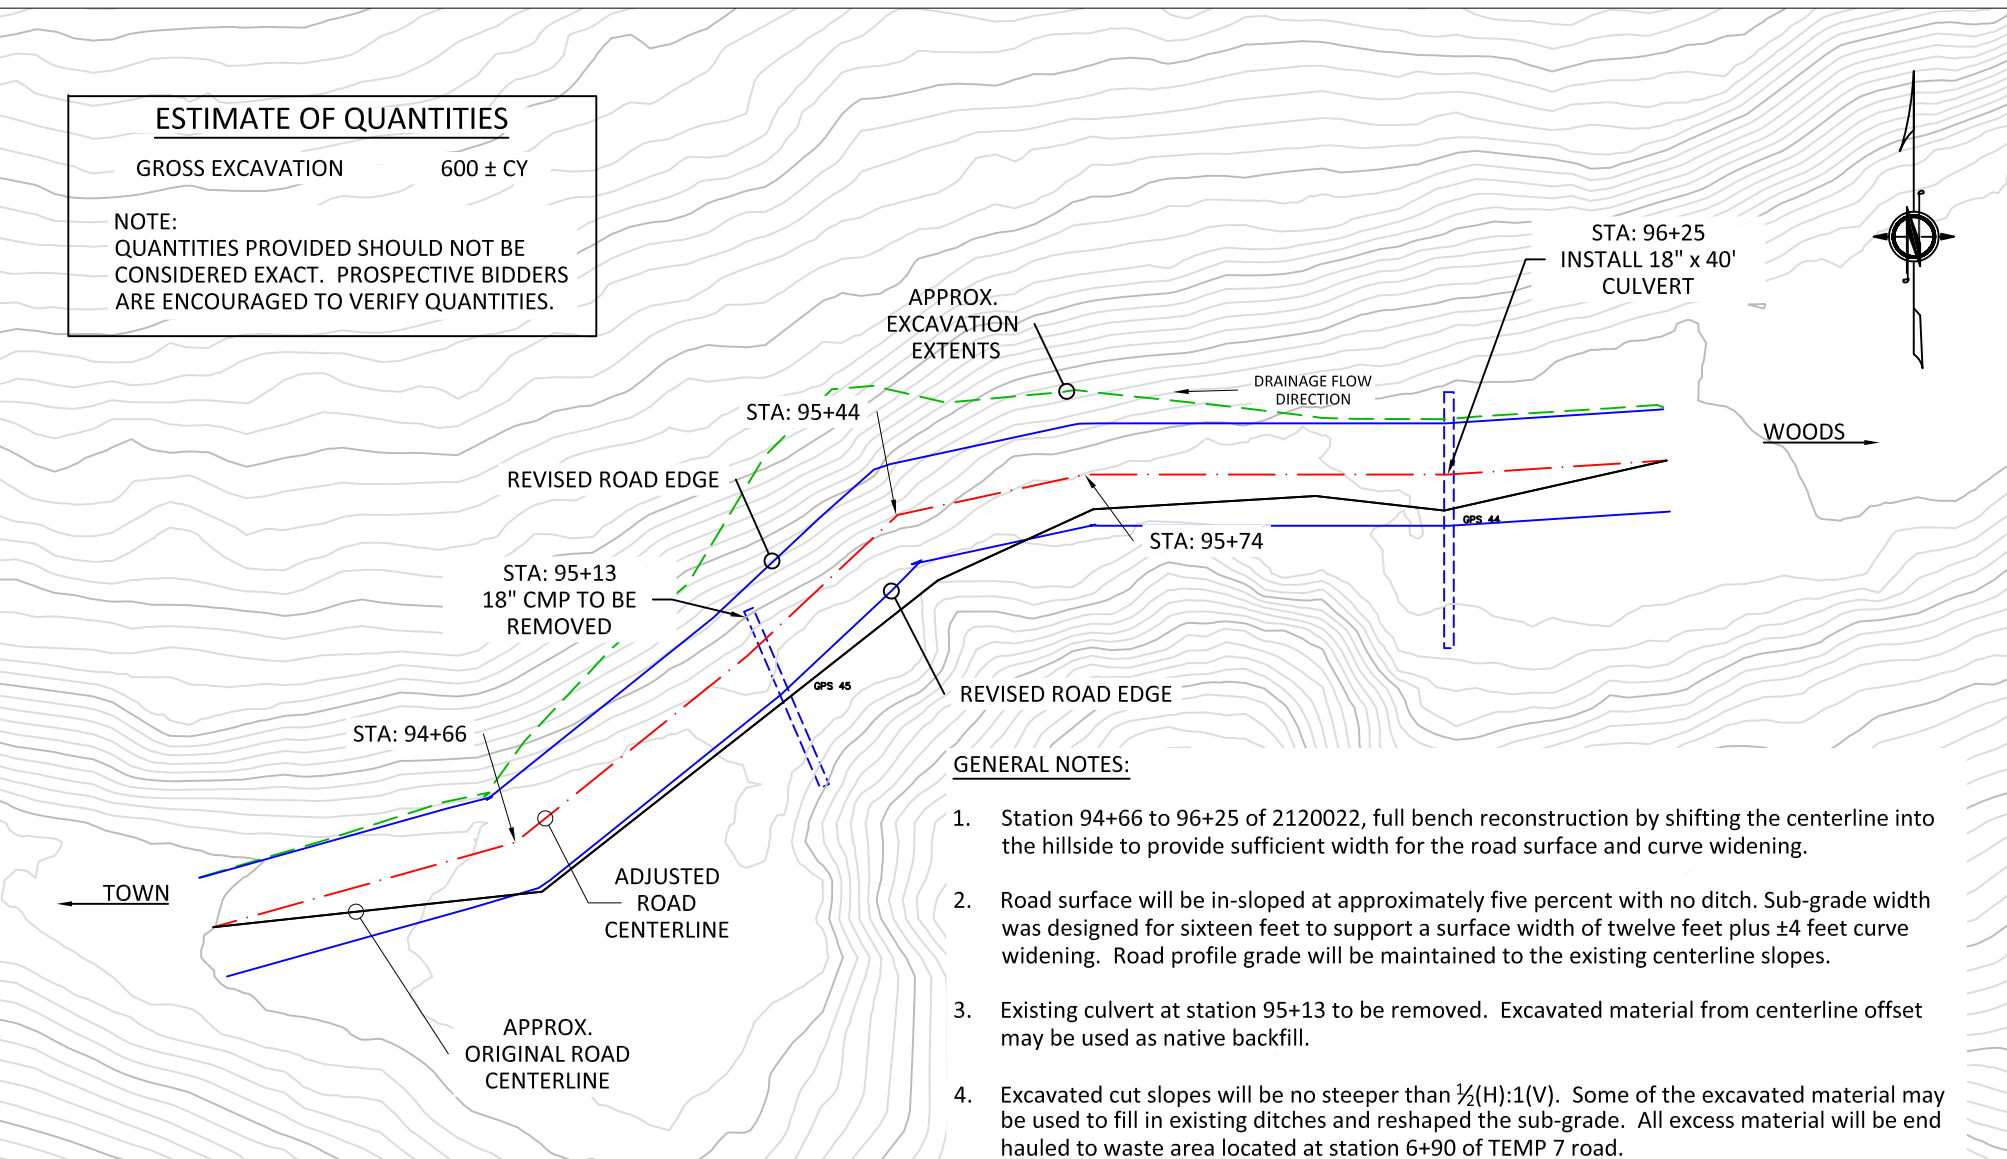 ESTIMATE OF QUANTITIES
GROSS EXCAVATION 600 ± CY
NOTE:
QUANTITIES PROVIDED SHOULD NOT BE
CONSIDERED EXACT. PROSPECTIVE BIDDERS
ARE ENCOURAGED TO VERIFY QUANTITIES.
STA: 96+25
INSTALL 18" x 40'
CULVERT
APPROX.
EXCAVATION
EXTENTS
DRAINAGE FLOW
DIRECTION
STA: 95+44
WOODS
REVISED ROAD EDGE
GPS 44
STA: 95+74
STA: 95+13
18" CMP TO BE
REMOVED
GPS 45
REVISED ROAD EDGE
STA: 94+66
TOWN
ADJUSTED
ROAD
CENTERLINE
APPROX.
ORIGINAL ROAD
CENTERLINE
GENERAL NOTES:
1. Station 94+66 to 96+25 of 2120022, full bench reconstruction by shifting the centerline into
the hillside to provide sufficient width for the road surface and curve widening.
2. Road surface will be in-sloped at approximately five percent with no ditch. Sub-grade width
was designed for sixteen feet to support a surface width of twelve feet plus ±4 feet curve
widening. Road profile grade will be maintained to the existing centerline slopes.
3. Existing culvert at station 95+13 to be removed. Excavated material from centerline offset
may be used as native backfill.
4. Excavated cut slopes will be no steeper than ½(H):1(V). Some of the excavated material may
be used to fill in existing ditches and reshaped the sub-grade. All excess material will be end
hauled to waste area located at station 6+90 of TEMP 7 road.